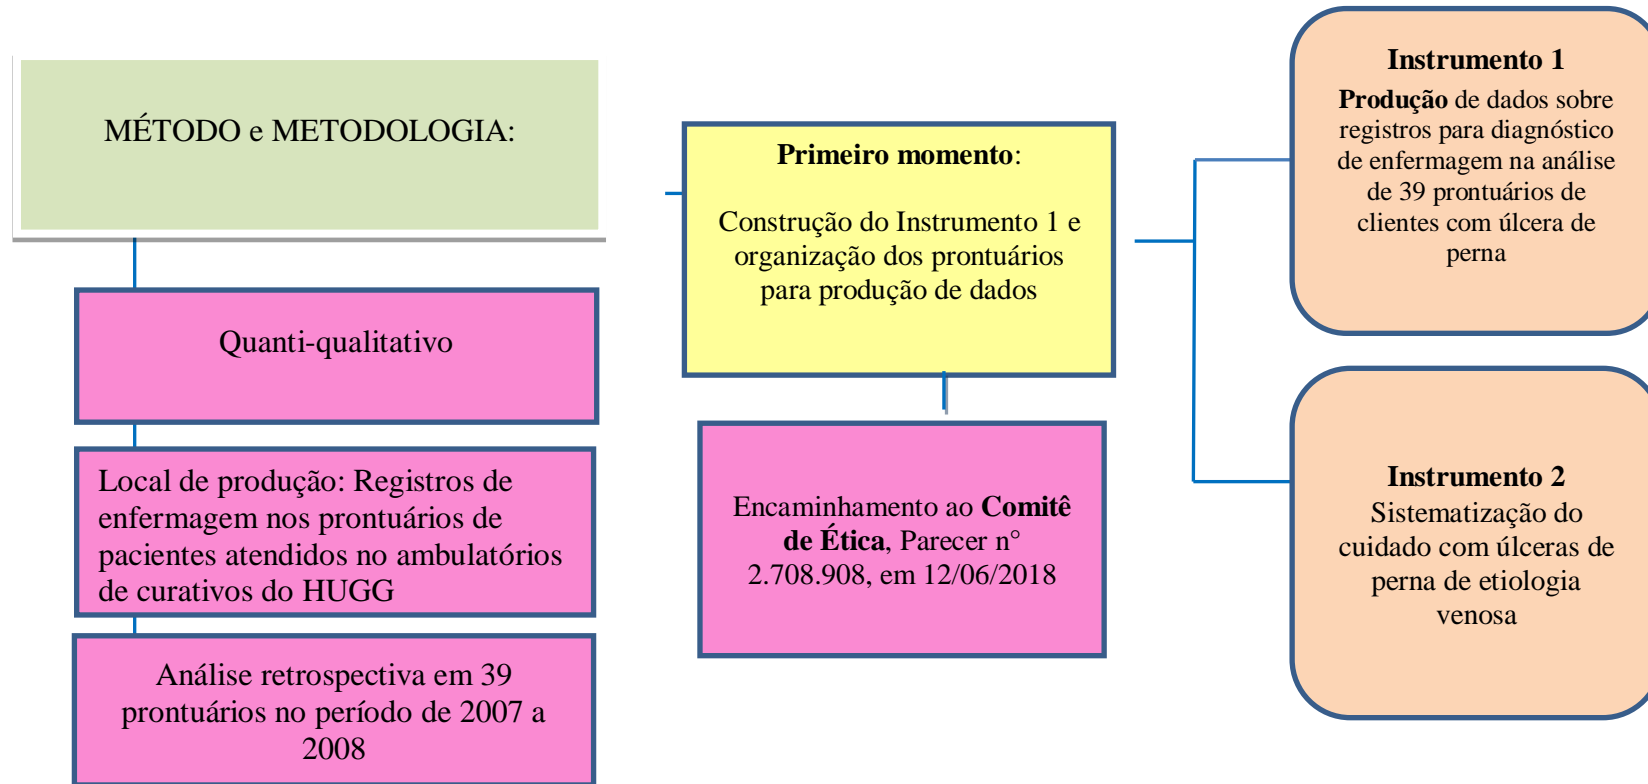 MÉTODO e METODOLOGIA:
Quanti-qualitativo
Local de produção: Registros de
enfermagem nos prontuários de
pacientes atendidos no ambulatórios
de curativos do HUGG
Análise retrospectiva em 39
prontuários no período de 2007 a
2008
Primeiro momento:
Construção do Instrumento 1 e
organização dos prontuários
para produção de dados
Encaminhamento ao Comitê
de Ética, Parecer n°
2.708.908, em 12/06/2018
Instrumento 1
Produção de dados sobre
registros para diagnóstico
de enfermagem na análise
de 39 prontuários de
clientes com úlcera de
perna
Instrumento 2
Sistematização do
cuidado com úlceras de
perna de etiologia
venosa